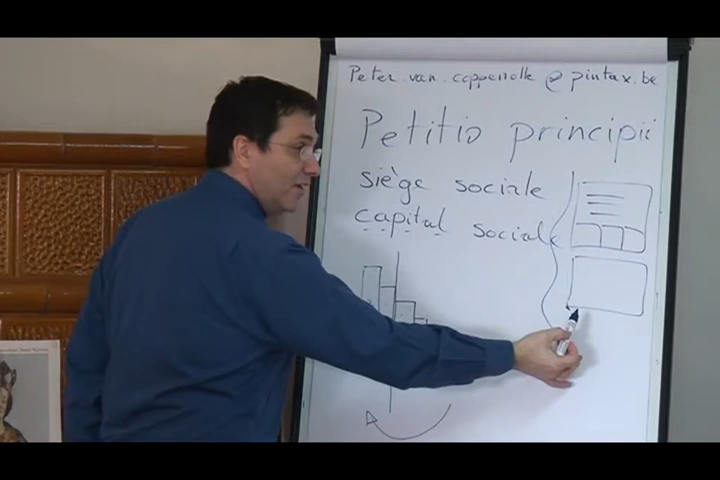 Peter.van.coppenolle@pintax.be
Petitio principii
siège sociale
capital sociale